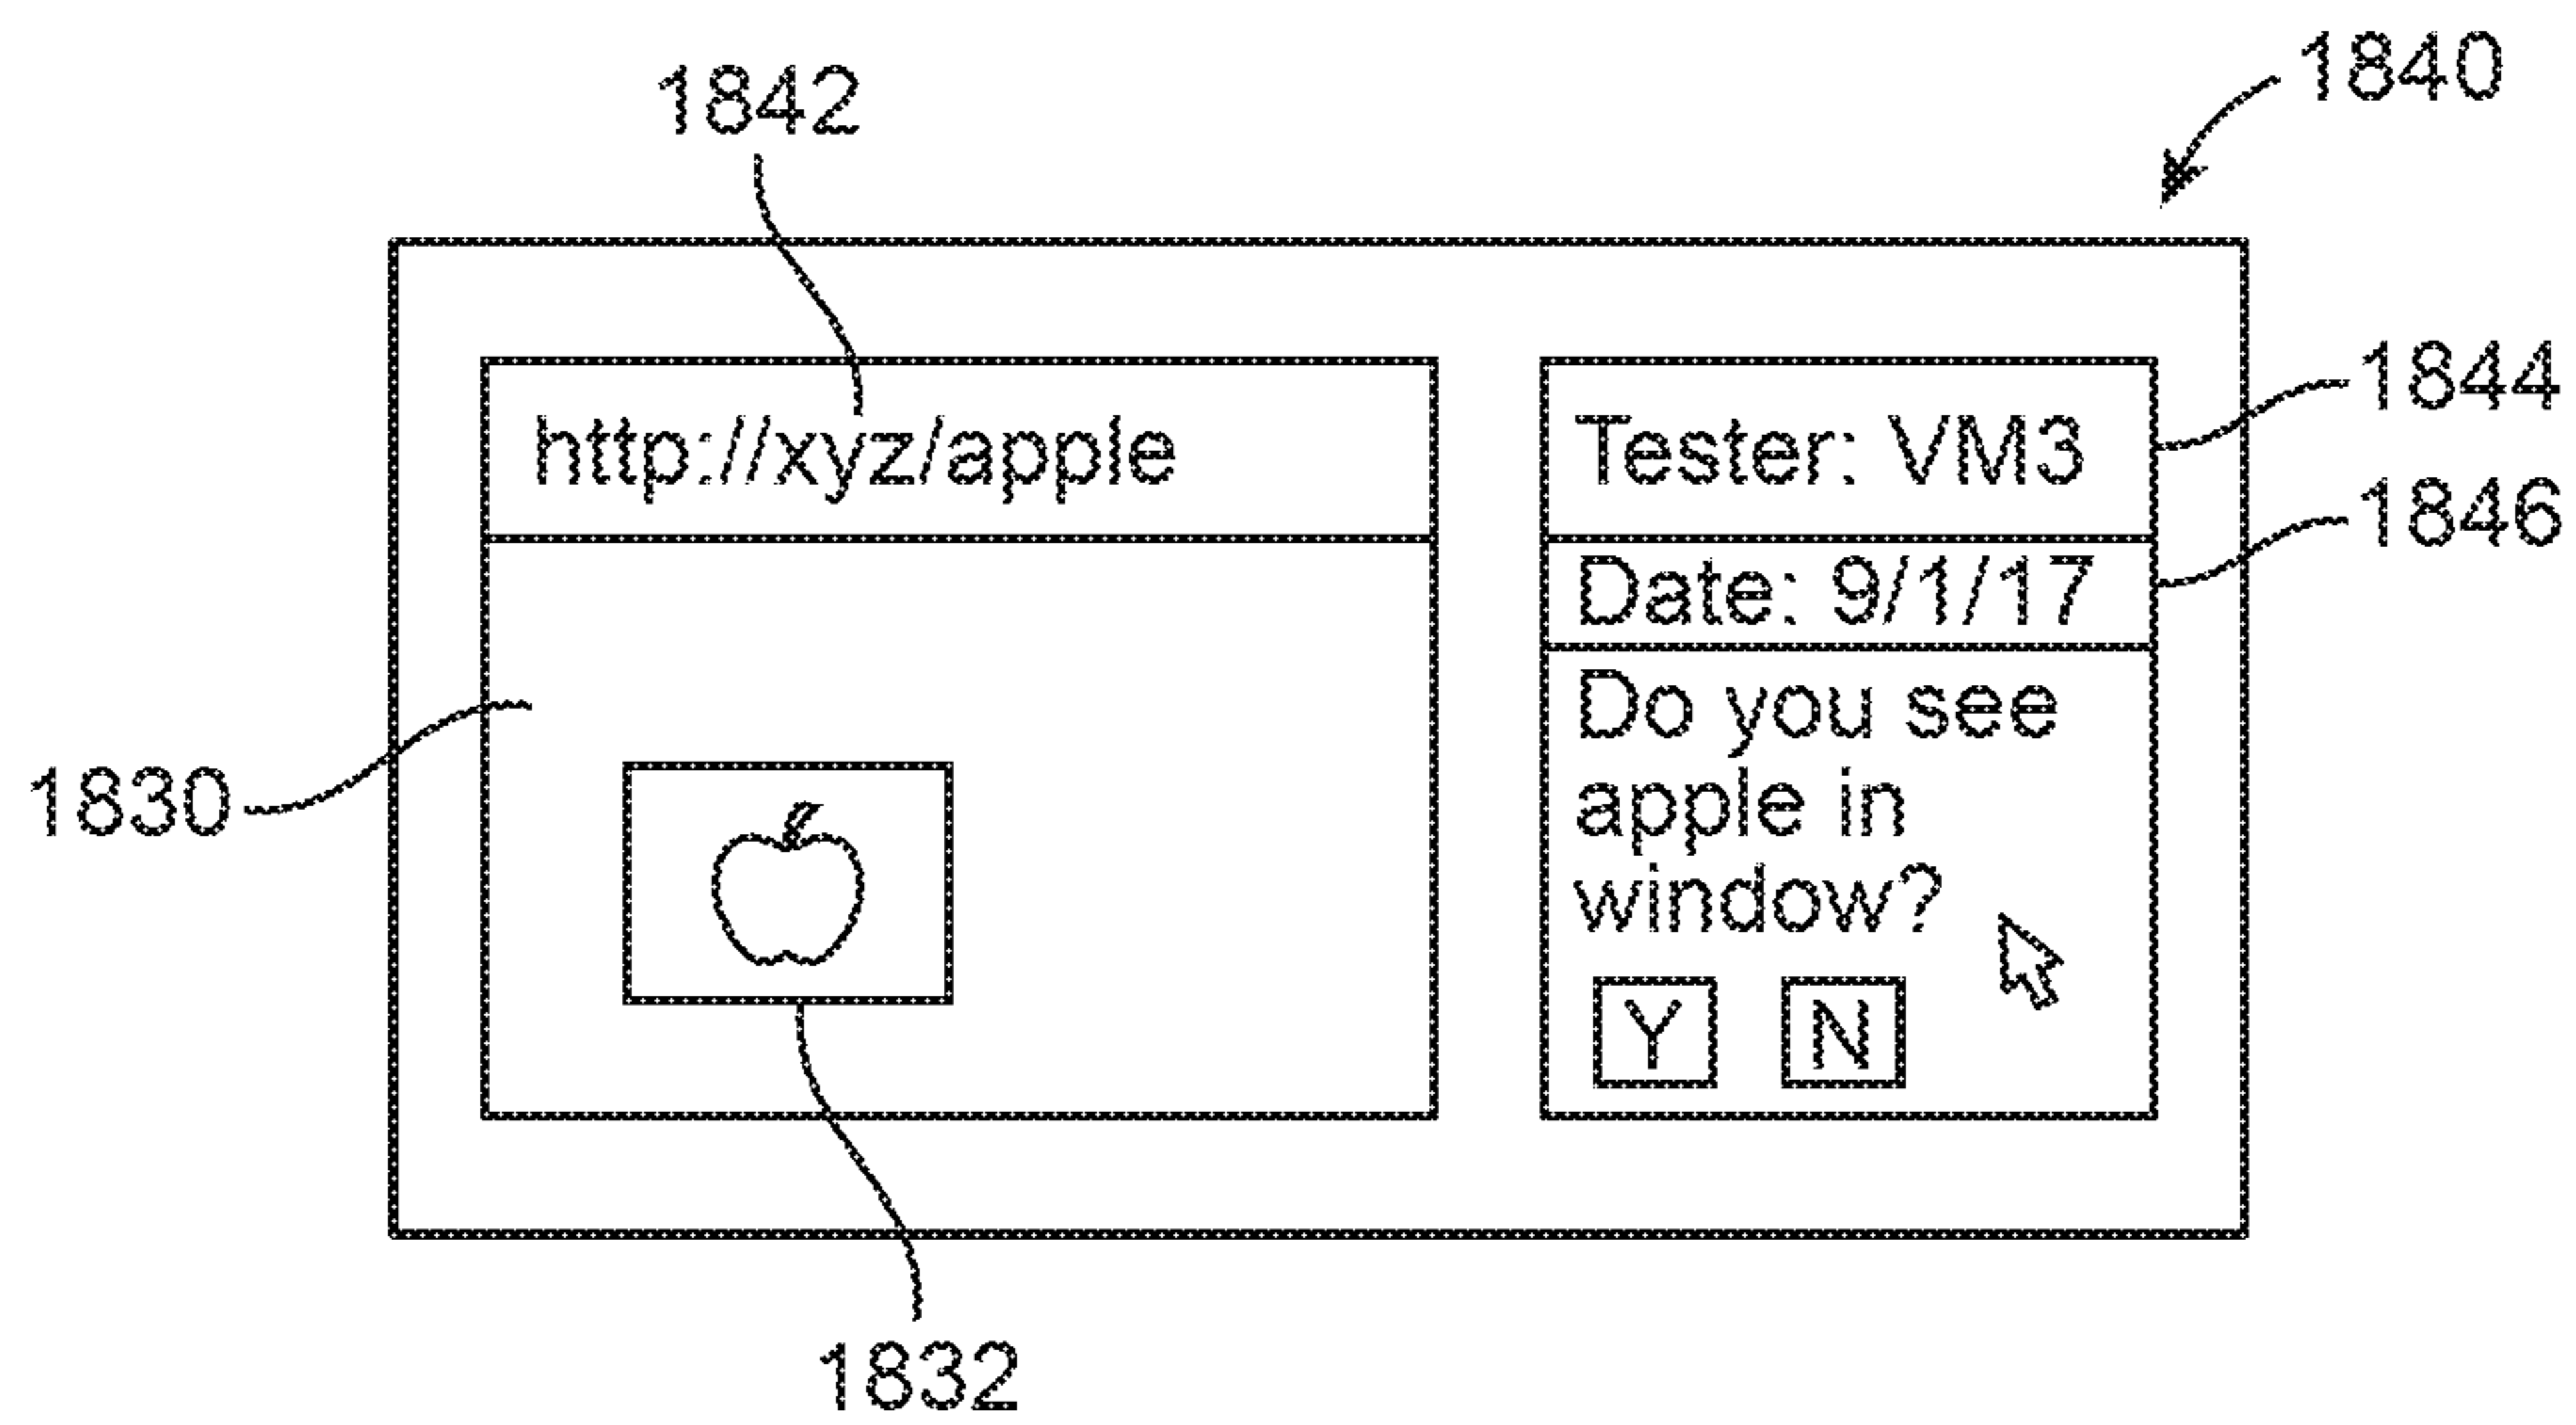 1840
1842
http://xyz/apple
Tester: VM3
1844
Date: 9/1/17
1846
Do you see
apple in
window?
Y N
1830
1832